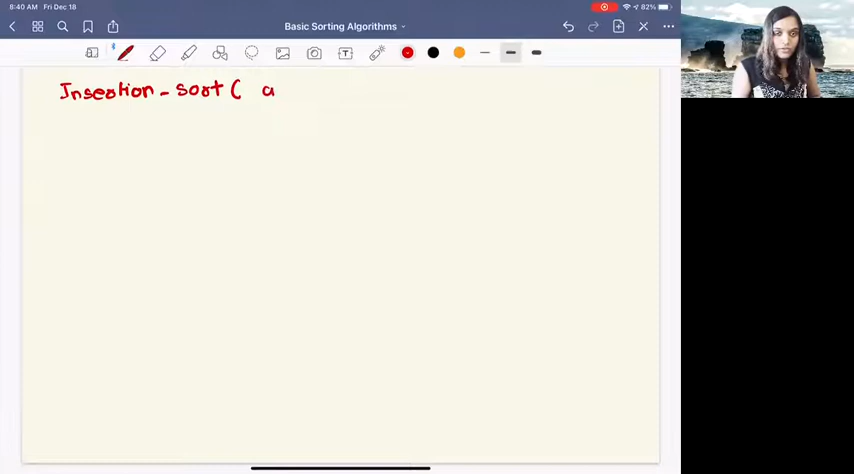 8:40 AM Fri Dec 18
82%
Basic Sorting Algorithms
T
Insertion - sort ( a